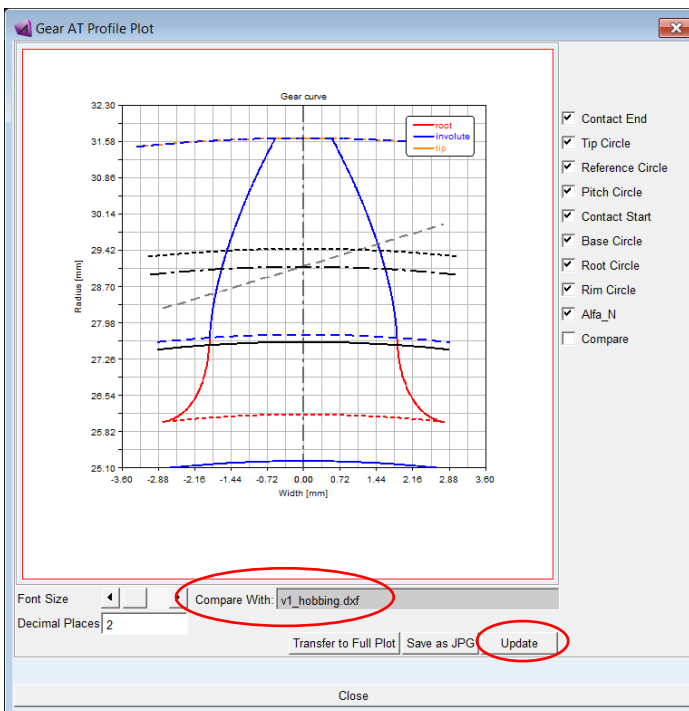 Gear AT Profile Plot
Gear curve
32.30
31.58
30.86
30.14
29.42
28.70
27.98
27.26
26.54
25.82
25.10
Radius [mm]
-3.60 -2.88 -2.16 -1.44 -0.72 0.00 0.72 1.44 2.16 2.88 3.60
Width [mm]
root
involute
tip
Contact End
Tip Circle
Reference Circle
Pitch Circle
Contact Start
Base Circle
Root Circle
Rim Circle
Alfa_N
Compare
Font Size Compare With: v1_hobbing.dxf
Decimal Places 2
Transfer to Full Plot Save as JPG Update
Close